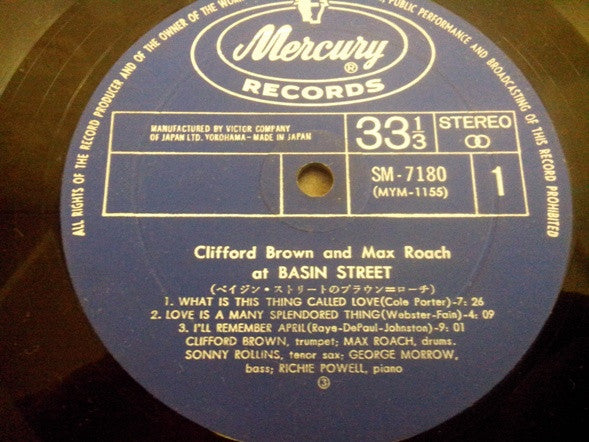 ALL RIGHTS OF THE RECORD PRODUCER AND OF THE OWNER OF THE
PUBLIC PERFORMANCE AND BROADCASTING OF THIS RECORD PROHIBITED
Mercury®
RECORDS
MANUFACTURED BY VICTOR COMPANY
OF JAPAN LTD. YOKOHAMA-MADE IN JAPAN
33 1/3
STEREO
SM-7180
(MYM-1155)
1
Clifford Brown and Max Roach
at BASIN STREET
(ベイジン・ストリートのブラウン=ローチ)
1. WHAT IS THIS THING CALLED LOVE(Cole Porter)-7: 26
2. LOVE IS A MANY SPLENDORED THING(Webster-Fain)-4: 09
3. I'LL REMEMBER APRIL(Raye-DePaul-Johnston)-9: 01
CLIFFORD BROWN, trumpet; MAX ROACH, drums.
SONNY ROLLINS, tenor sax; GEORGE MORROW,
bass; RICHIE POWELL, piano
③